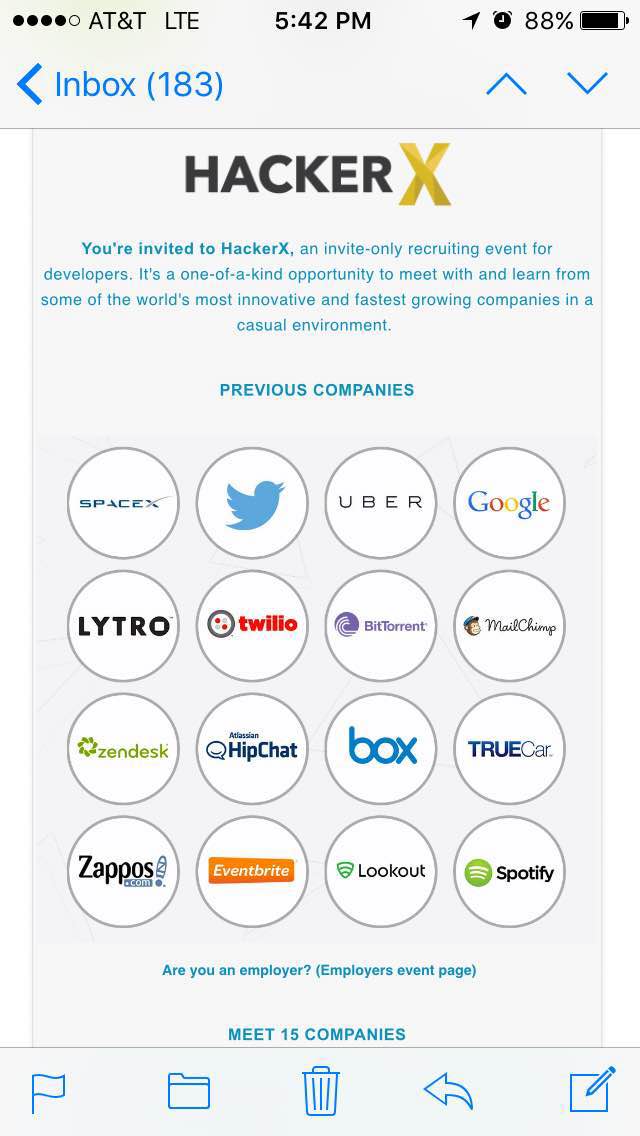 AT&T LTE 5:42 PM 88%
Inbox (183)
HACKERX
You're invited to HackerX, an invite-only recruiting event for
developers. It's a one-of-a-kind opportunity to meet with and learn from
some of the world's most innovative and fastest growing companies in a
casual environment.
PREVIOUS COMPANIES
SPACEX
UBER
Google
LYTRO
twilio
BitTorrent
MailChimp
zendesk
Atlassian
HipChat
box
TRUECar
Zappos
.com
Eventbrite
Lookout
Spotify
Are you an employer? (Employers event page)
MEET 15 COMPANIES